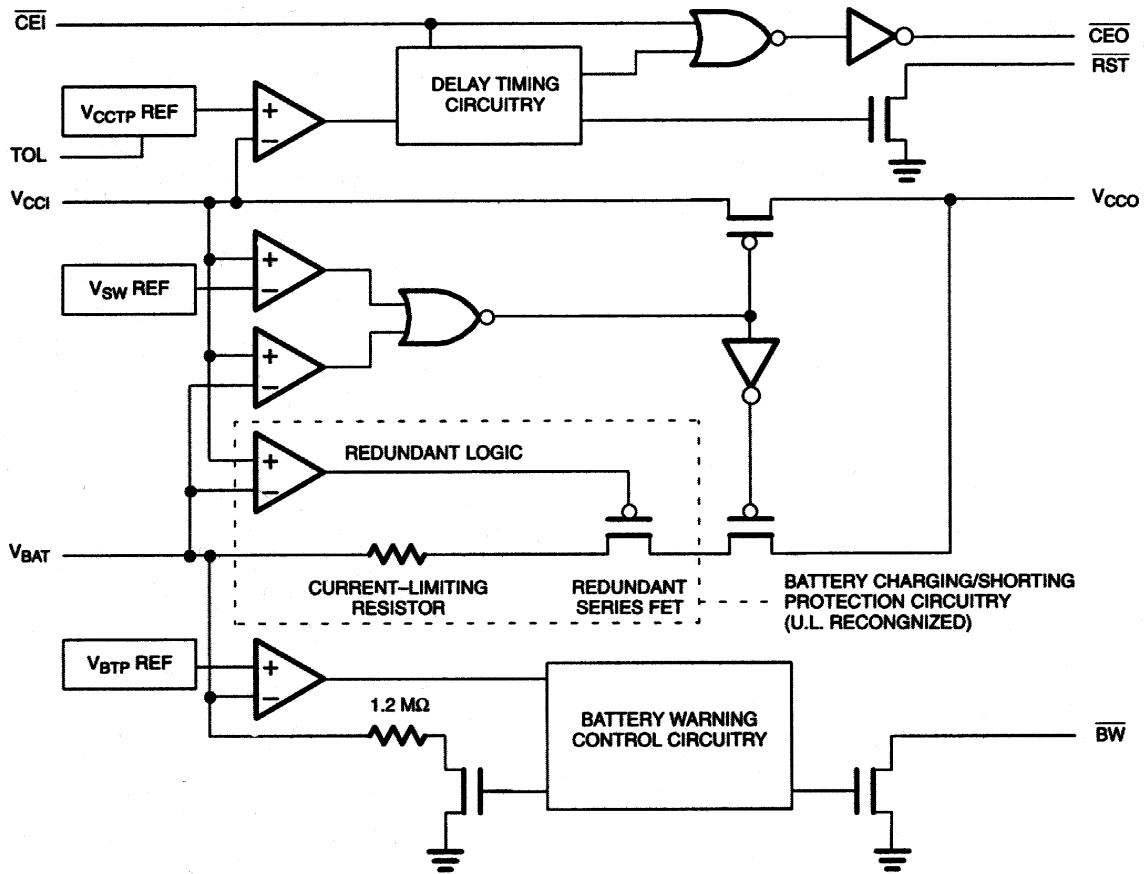 CEI
CEO
DELAY TIMING
CIRCUITRY
RST
VCCTP REF
+
−
TOL
VCCI
VCCO
+
VSW REF
−
+
−
REDUNDANT LOGIC
+
−
VBAT
CURRENT–LIMITING
RESISTOR
REDUNDANT
SERIES FET
BATTERY CHARGING/SHORTING
PROTECTION CIRCUITRY
(U.L. RECONGNIZED)
VBTP REF
+
−
1.2 MΩ
BATTERY WARNING
CONTROL CIRCUITRY
BW